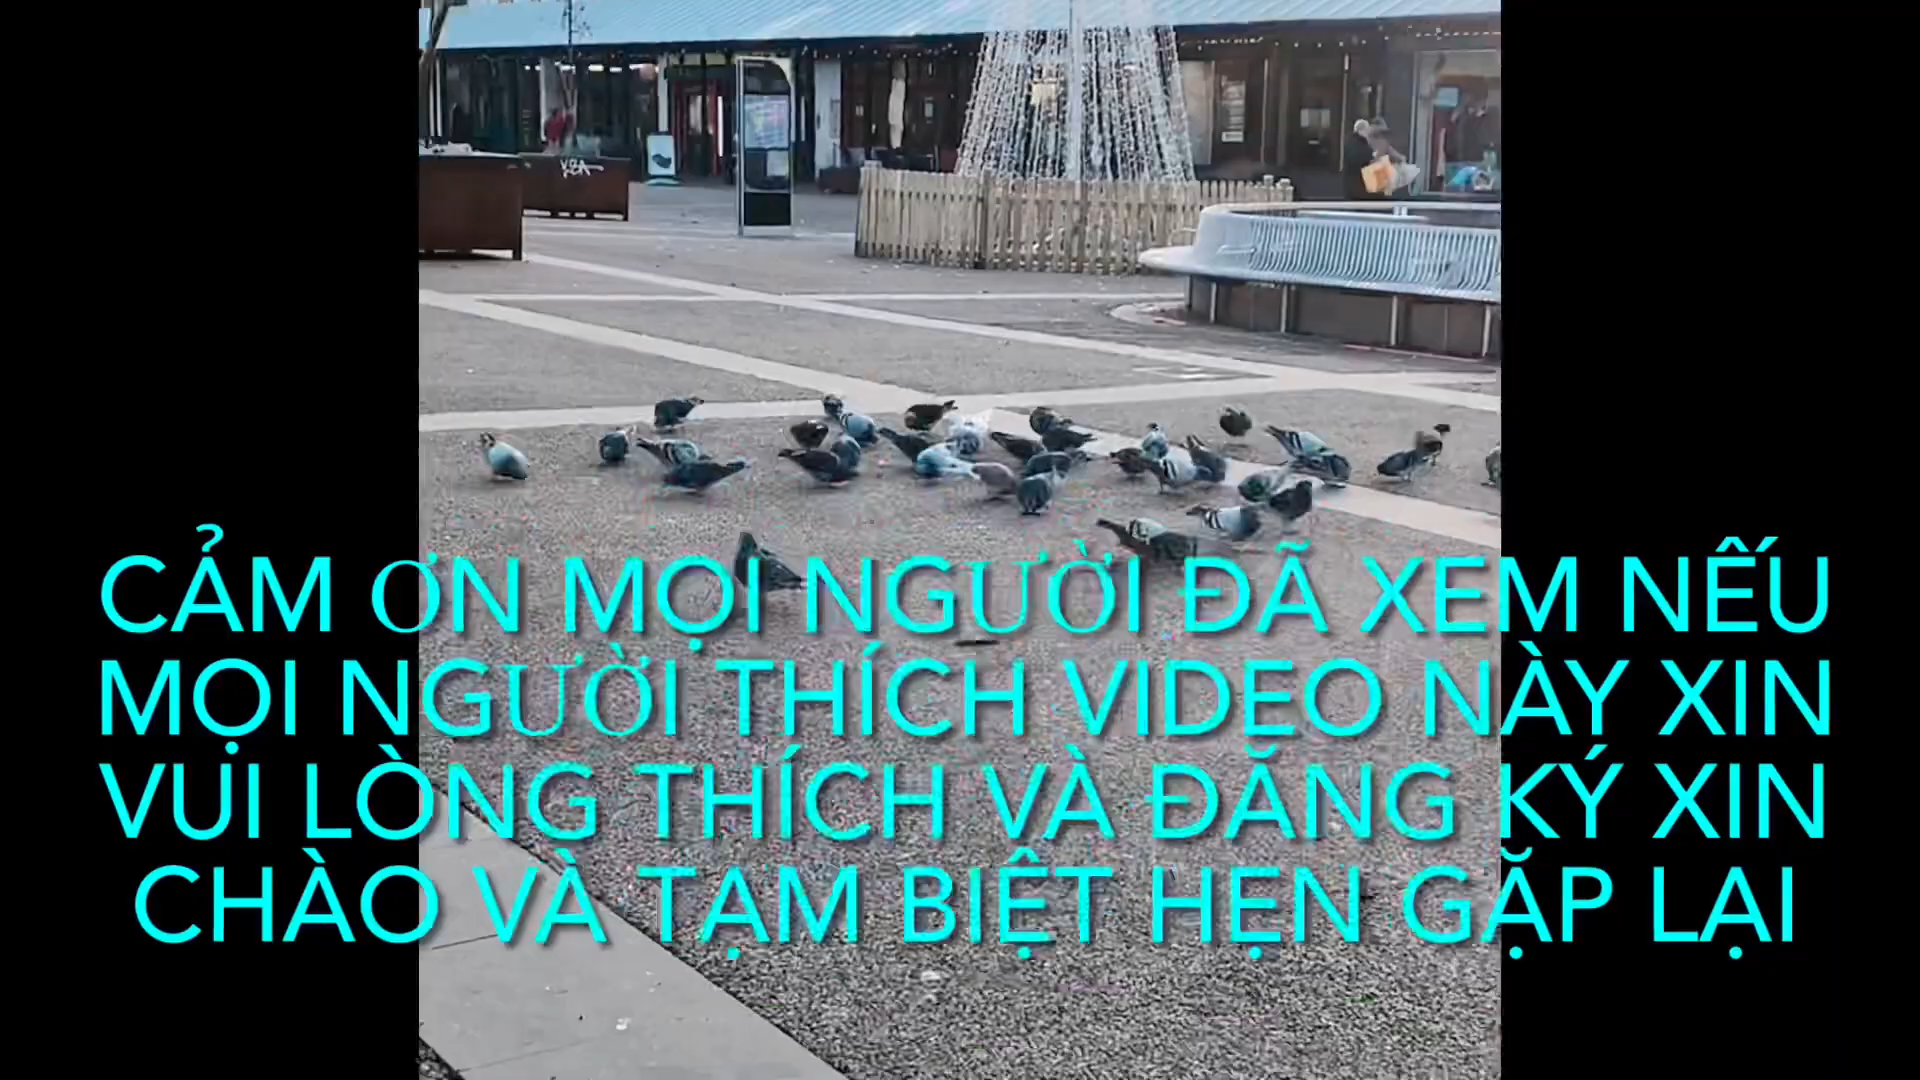 CẢM ƠN MỌI NGƯỜI ĐÃ XEM NẾU
MỌI NGƯỜI THÍCH VIDEO NÀY XIN
VUI LÒNG THÍCH VÀ ĐĂNG KÝ XIN
CHÀO VÀ TẠM BIỆT HẸN GẶP LẠI